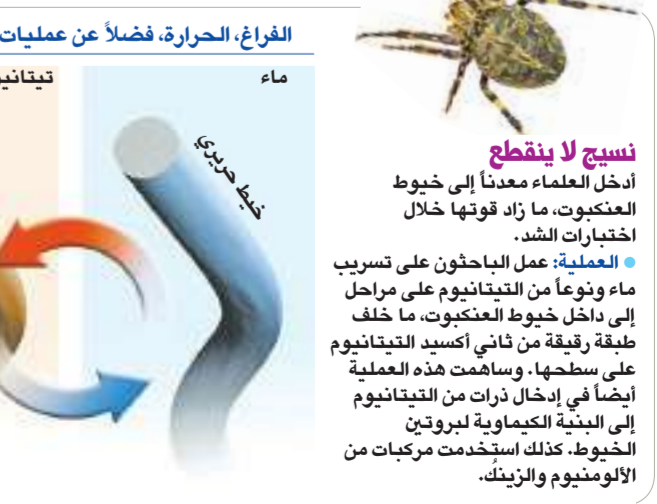 نسيج لا ينقطع
أدخل العلماء معدناً إلى خيوط
العنكبوت، ما زاد قوتها خلال
اختبارات الشد.
● العملية: عمل الباحثون على تسريب
ماء ونوعاً من التيتانيوم على مراحل
إلى داخل خيوط العنكبوت، ما خلف
طبقة رقيقة من ثاني أكسيد التيتانيوم
على سطحها. وساهمت هذه العملية
أيضاً في إدخال ذرات من التيتانيوم
إلى البنية الكيماوية لبروتين
الخيوط. كذلك استُخدمت مركبات من
الألومنيوم والزينك.
الفراغ، الحرارة، فضلاً عن عمليات
ماء
خيط حريري